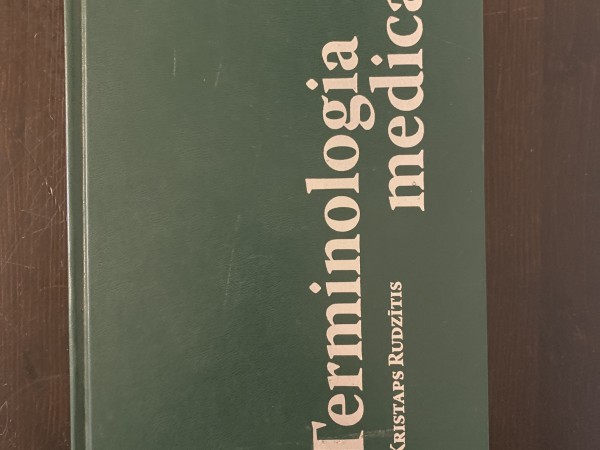 Terminologia
medica
KRISTAPS RUDZĪTIS